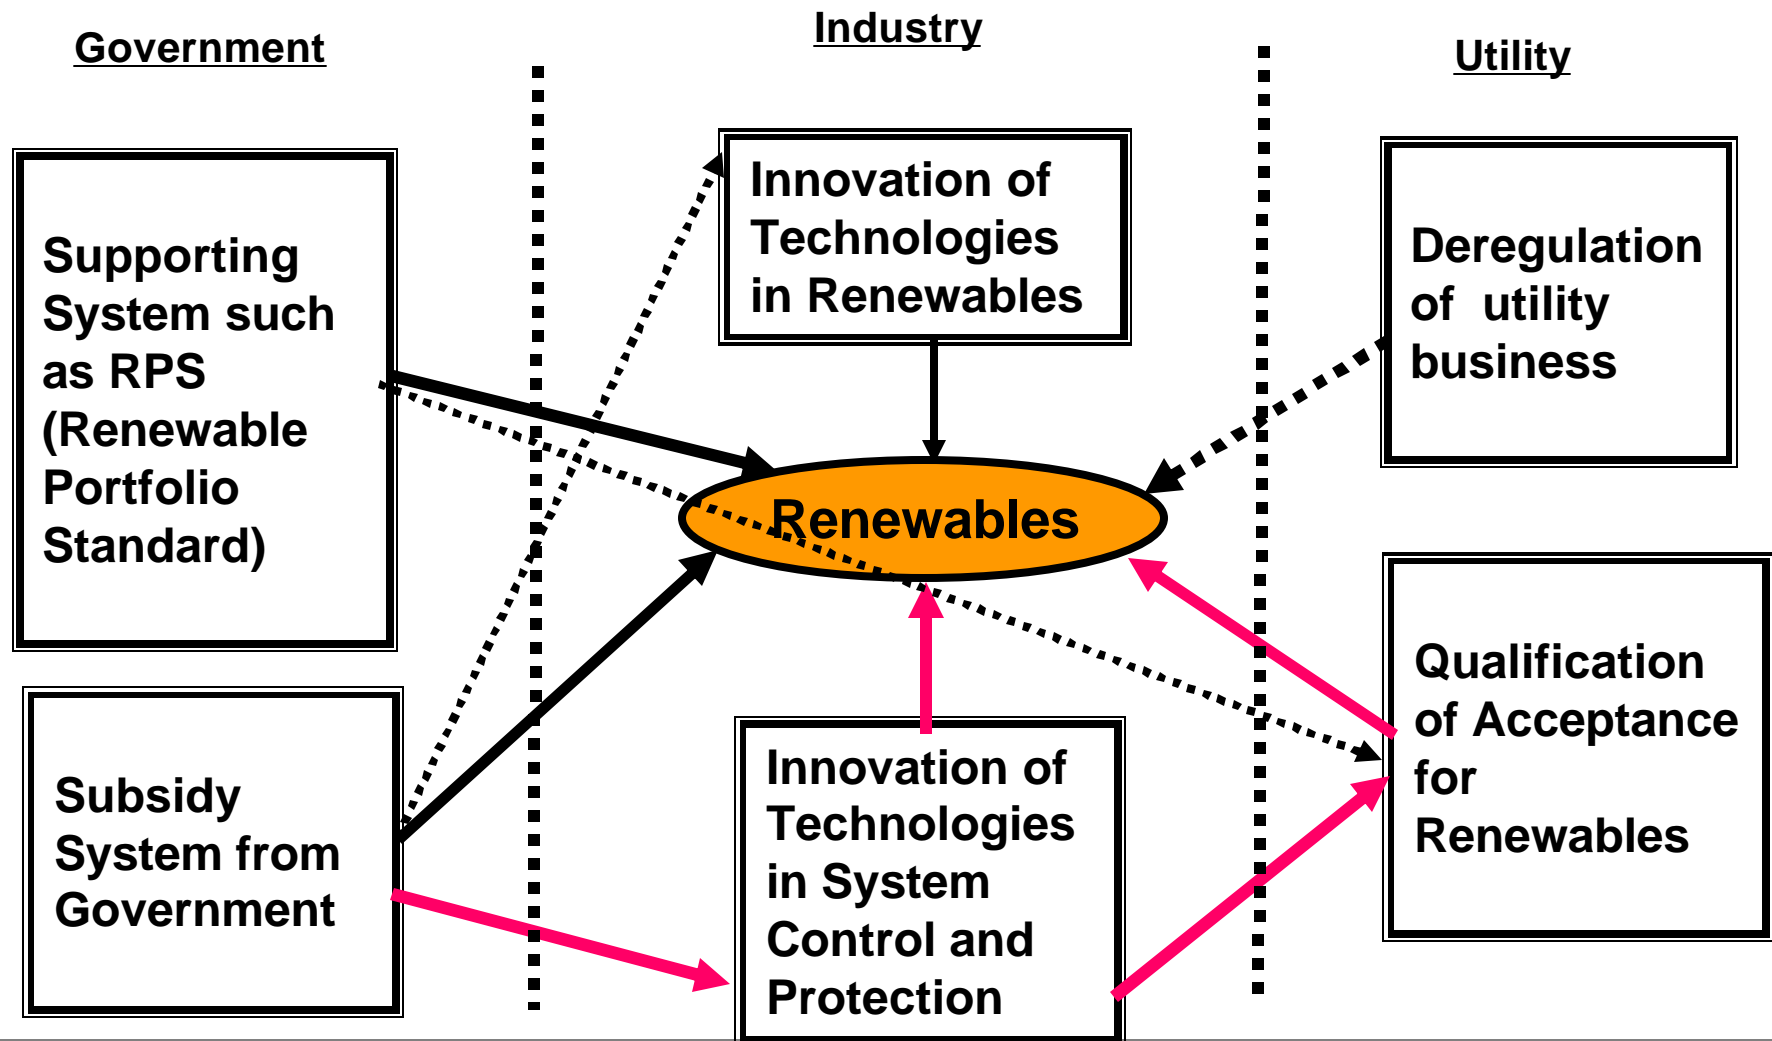 Government
Industry
Utility
Supporting
System such
as RPS
(Renewable
Portfolio
Standard)
Innovation of
Technologies
in Renewables
Deregulation
of utility
business
Renewables
Subsidy
System from
Government
Innovation of
Technologies
in System
Control and
Protection
Qualification
of Acceptance
for
Renewables